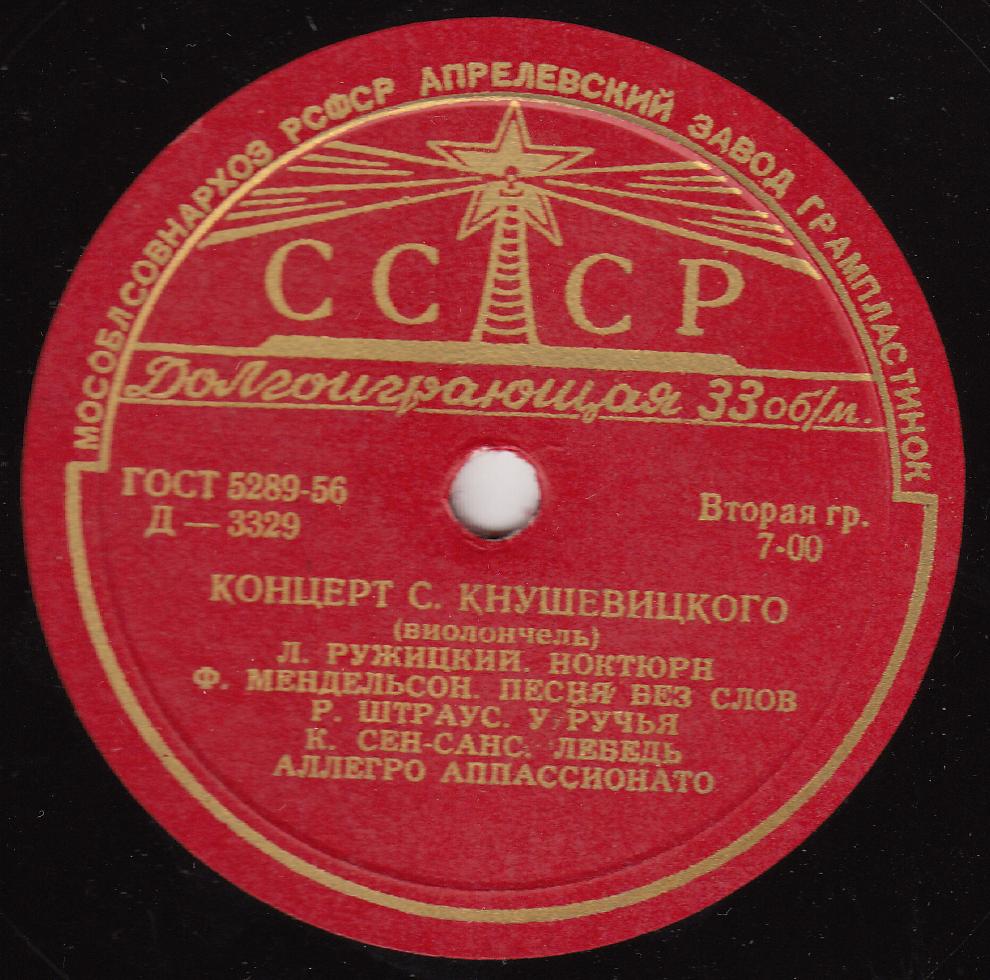 МОСОБЛСОВНАРХОЗ РСФСР АПРЕЛЕВСКИЙ ЗАВОД ГРАМПЛАСТИНОК
СССР
Долгоиграющая 33 об/м.
ГОСТ 5289-56
Д — 3329
Вторая гр.
7-00
КОНЦЕРТ С. КНУШЕВИЦКОГО
(виолончель)
Л. РУЖИЦКИЙ. НОКТЮРН
Ф. МЕНДЕЛЬСОН. ПЕСНЯ БЕЗ СЛОВ
Р. ШТРАУС. У РУЧЬЯ
К. СЕН-САНС. ЛЕБЕДЬ
АЛЛЕГРО АППАССИОНАТО